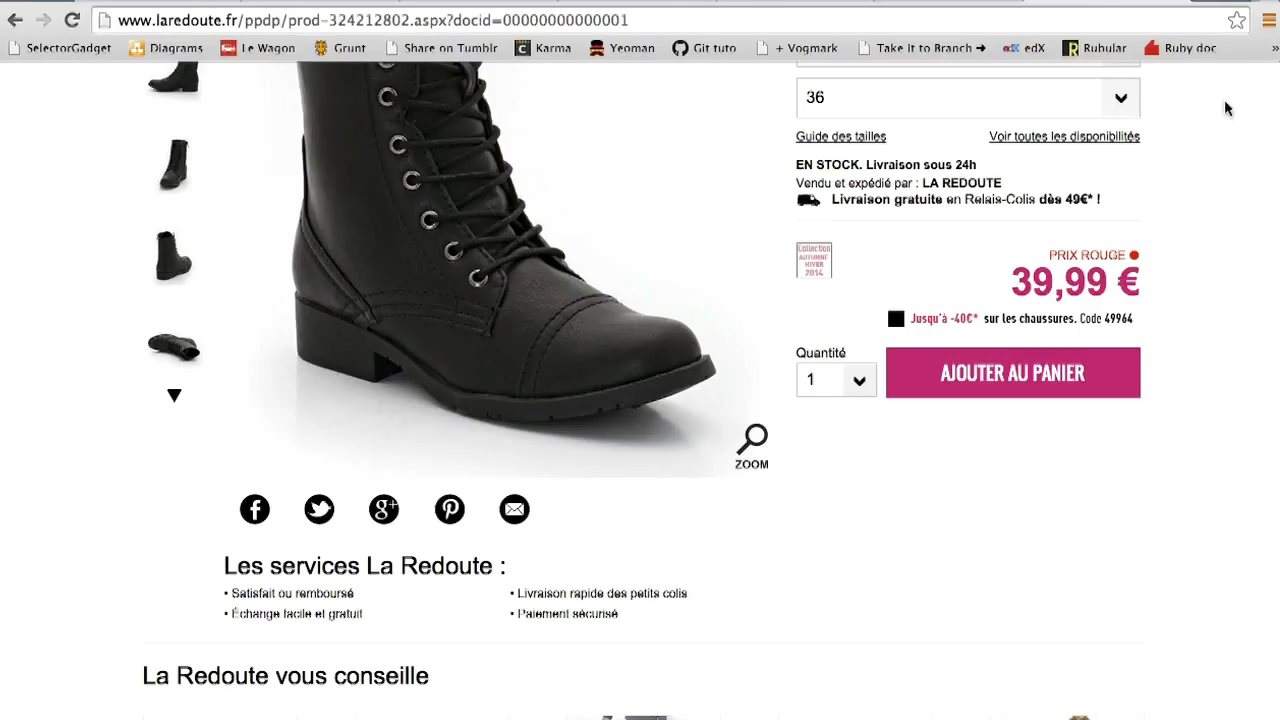 www.laredoute.fr/ppdp/prod-324212802.aspx?docid=00000000000001
SelectorGadget Diagrams Le Wagon Grunt Share on Tumblr Karma Yeoman Git tuto + Vogmark Take it to Branch → edX Rubular Ruby doc »
36
Guide des tailles Voir toutes les disponibilités
EN STOCK. Livraison sous 24h
Vendu et expédié par : LA REDOUTE
Livraison gratuite en Relais-Colis dès 49€* !
Collection
AUTOMNE
HIVER
2014
PRIX ROUGE
39,99 €
Jusqu'à -40€* sur les chaussures. Code 49964
Quantité
1
AJOUTER AU PANIER
ZOOM
Les services La Redoute :
• Satisfait ou remboursé
• Livraison rapide des petits colis
• Échange facile et gratuit
• Paiement sécurisé
La Redoute vous conseille